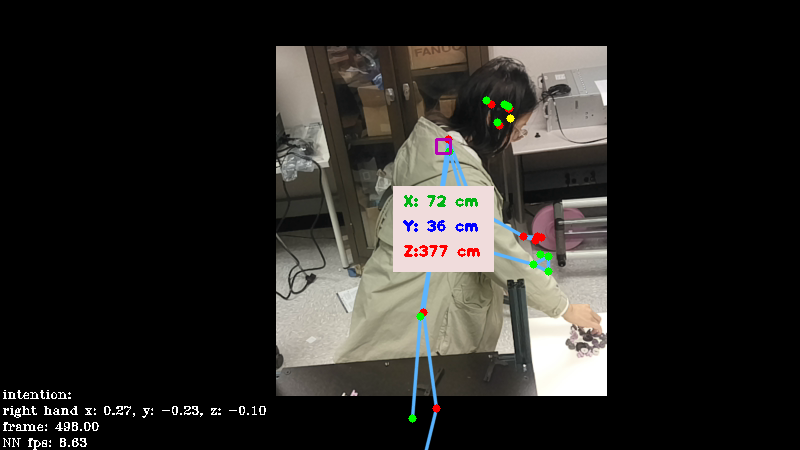 FANUC
X: 72 cm
Y: 36 cm
Z:377 cm
intention:
right hand x: 0.27, y: -0.23, z: -0.10
frame: 498.00
NN fps: 8.63